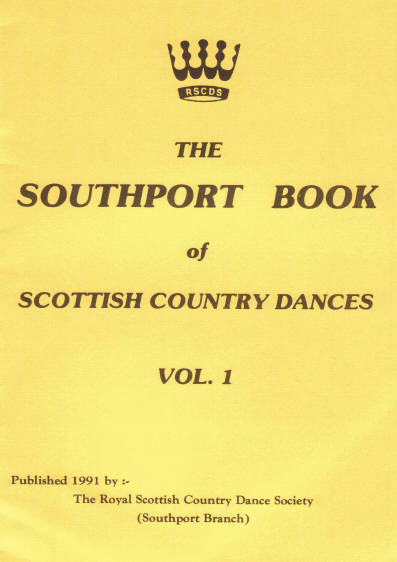 RSCDS
THE
SOUTHPORT BOOK
of
SCOTTISH COUNTRY DANCES
VOL. 1
Published 1991 by :-
The Royal Scottish Country Dance Society
(Southport Branch)